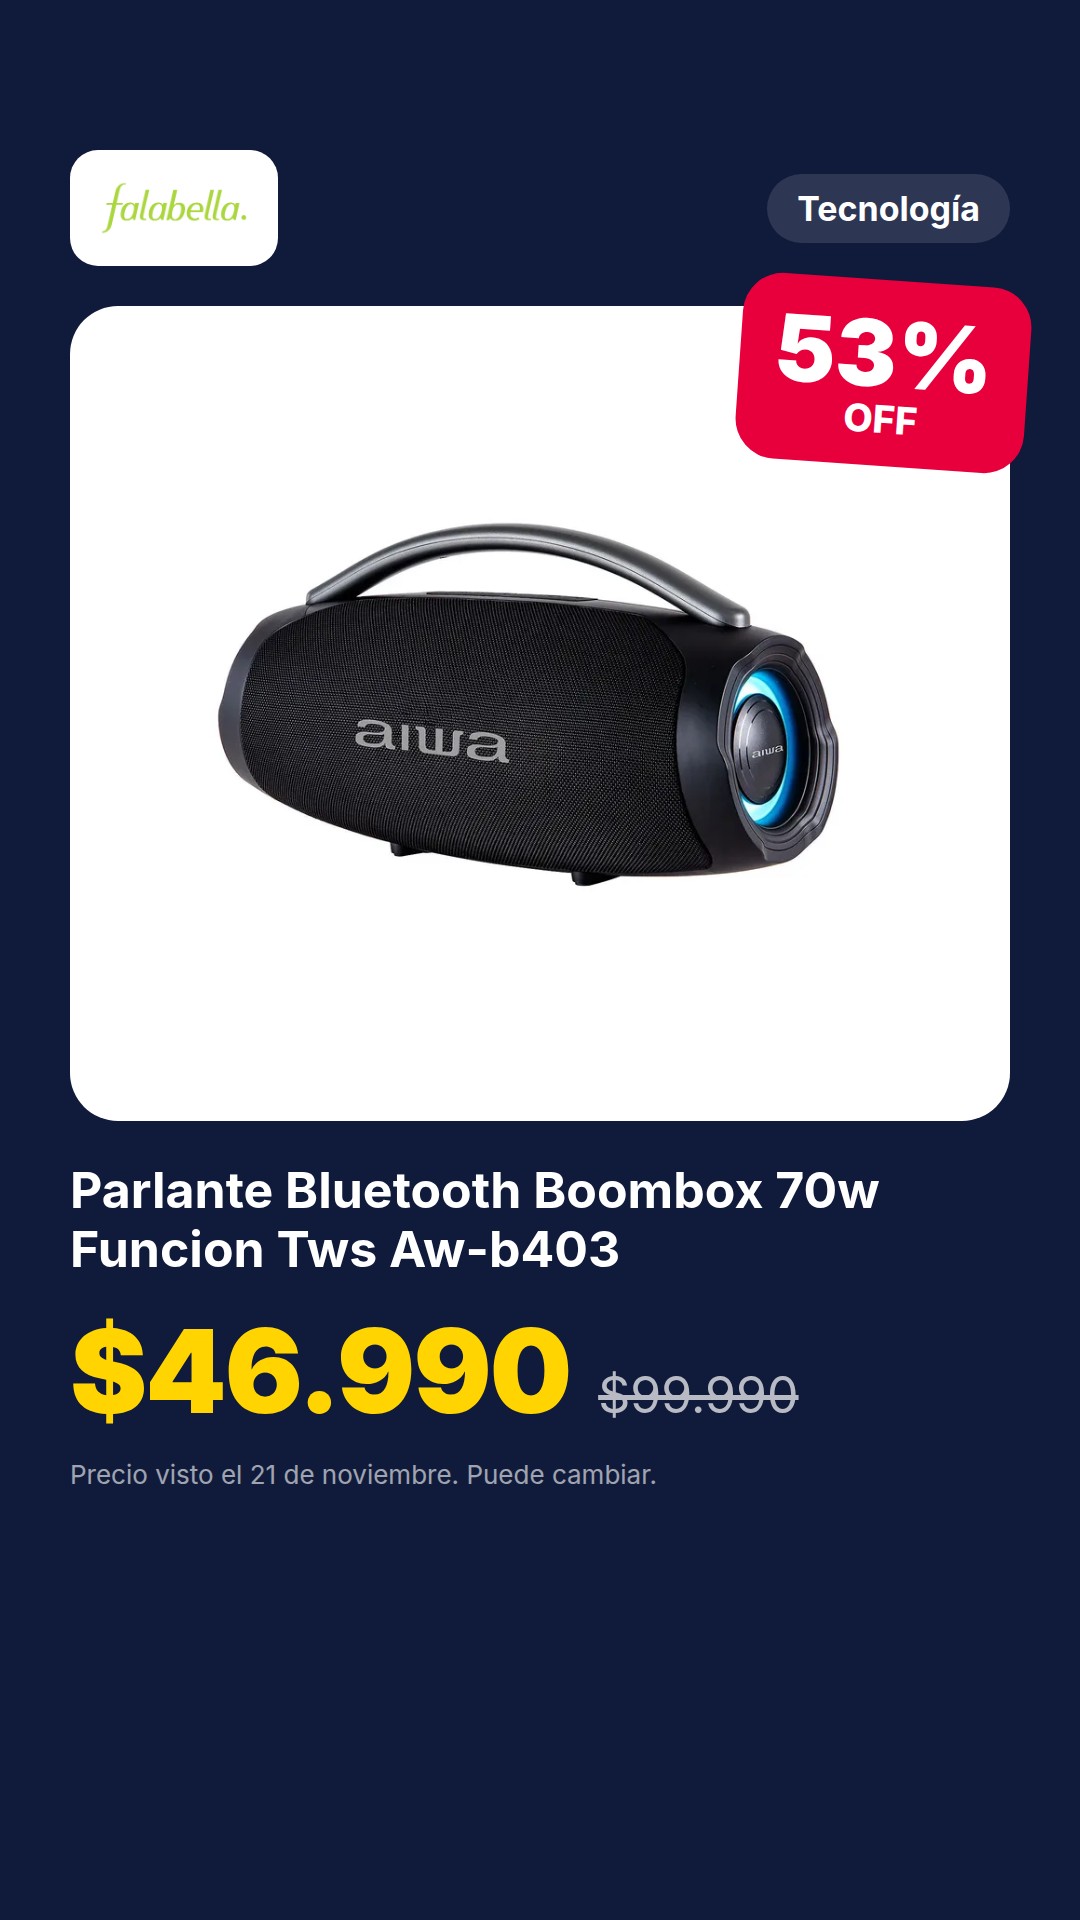 falabella.
Tecnología
53%
OFF
aiwa
aiwa
Parlante Bluetooth Boombox 70w
Funcion Tws Aw-b403
$46.990 $99.990
Precio visto el 21 de noviembre. Puede cambiar.